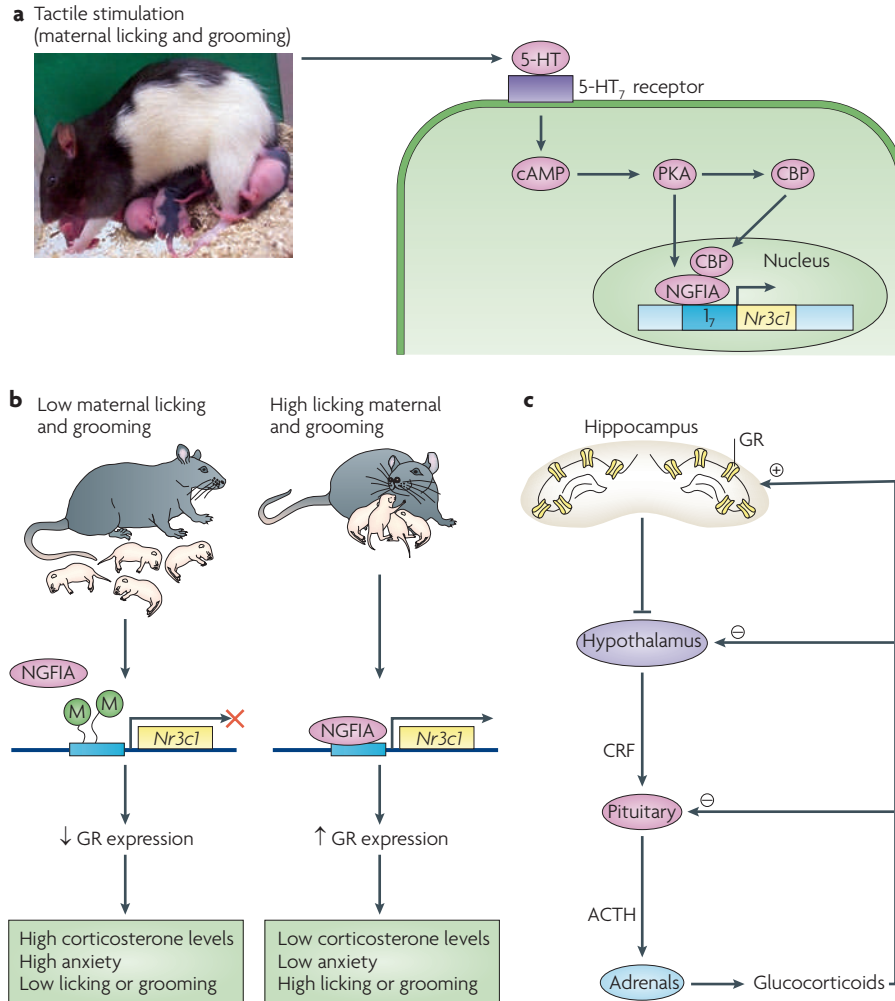 a Tactile stimulation
(maternal licking and grooming)
5-HT
5-HT₇ receptor
cAMP
PKA
CBP
CBP
Nucleus
NGFIA
1₇
Nr3c1
b
Low maternal licking
and grooming
High licking maternal
and grooming
NGFIA
M
M
Nr3c1
NGFIA
Nr3c1
↓ GR expression
↑ GR expression
High corticosterone levels
High anxiety
Low licking or grooming
Low corticosterone levels
Low anxiety
High licking or grooming
c
Hippocampus
GR
⊕
Hypothalamus
⊖
CRF
Pituitary
⊖
ACTH
Adrenals
Glucocorticoids